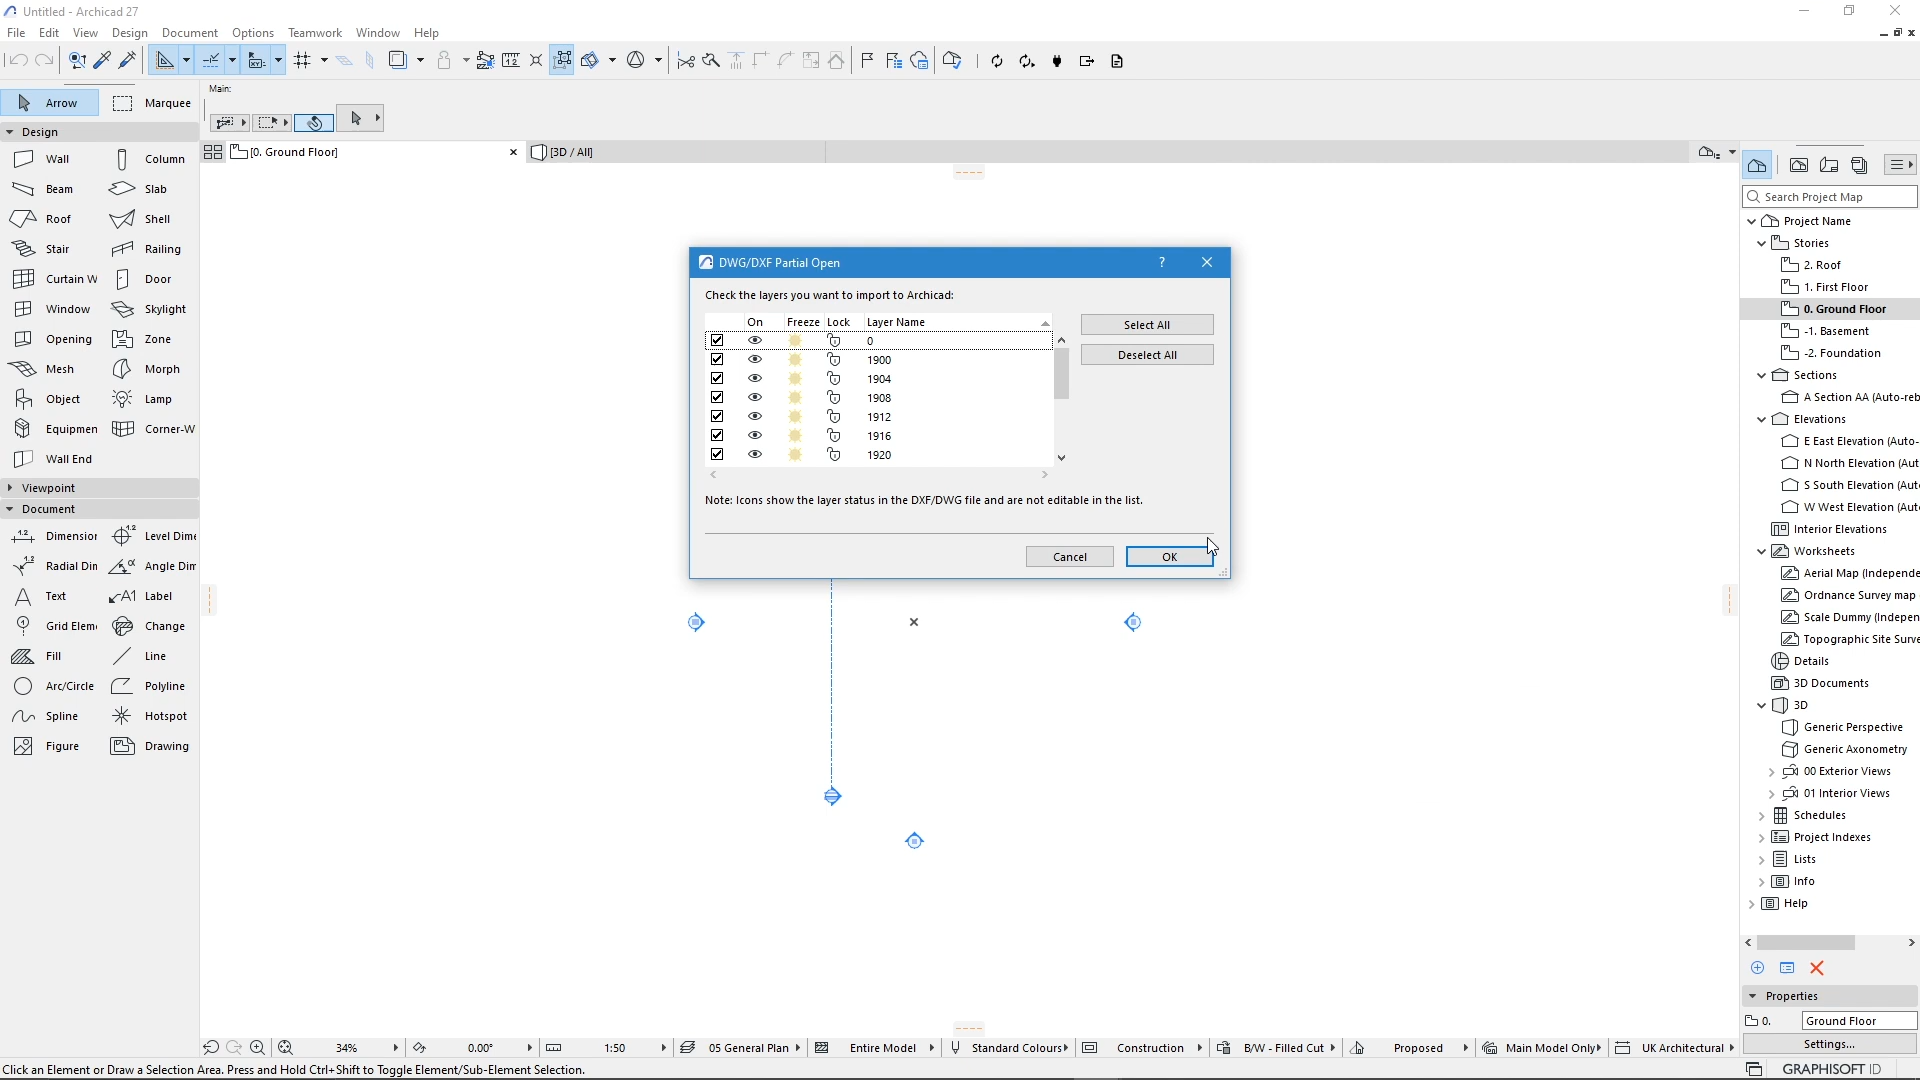 Untitled - Archicad 27
File Edit View Design Document Options Teamwork Window Help
Main:
Arrow Marquee
Design
Wall Column
Beam Slab
Roof Shell
Stair Railing
Curtain W Door
Window Skylight
Opening Zone
Mesh Morph
Object Lamp
Equipmen Corner-W
Wall End
Viewpoint
Document
Dimension Level Dime
Radial Din Angle Dim
Text Label
Grid Elem Change
Fill Line
Arc/Circle Polyline
Spline Hotspot
Figure Drawing
[0. Ground Floor] [3D / All]
DWG/DXF Partial Open
Check the layers you want to import to Archicad:
On Freeze Lock Layer Name
0
1900
1904
1908
1912
1916
1920
Select All
Deselect All
Note: Icons show the layer status in the DXF/DWG file and are not editable in the list.
Cancel OK
Search Project Map
Project Name
Stories
2. Roof
1. First Floor
0. Ground Floor
-1. Basement
-2. Foundation
Sections
A Section AA (Auto-reb
Elevations
E East Elevation (Auto-
N North Elevation (Aut
S South Elevation (Aut
W West Elevation (Aut
Interior Elevations
Worksheets
Aerial Map (Independe
Ordnance Survey map
Scale Dummy (Indepen
Topographic Site Surve
Details
3D Documents
3D
Generic Perspective
Generic Axonometry
00 Exterior Views
01 Interior Views
Schedules
Project Indexes
Lists
Info
Help
Properties
0. Ground Floor
Settings...
34% 0.00° 1:50 05 General Plan Entire Model Standard Colours Construction B/W - Filled Cut Proposed Main Model Only UK Architectural
Click an Element or Draw a Selection Area. Press and Hold Ctrl+Shift to Toggle Element/Sub-Element Selection.
GRAPHISOFT ID